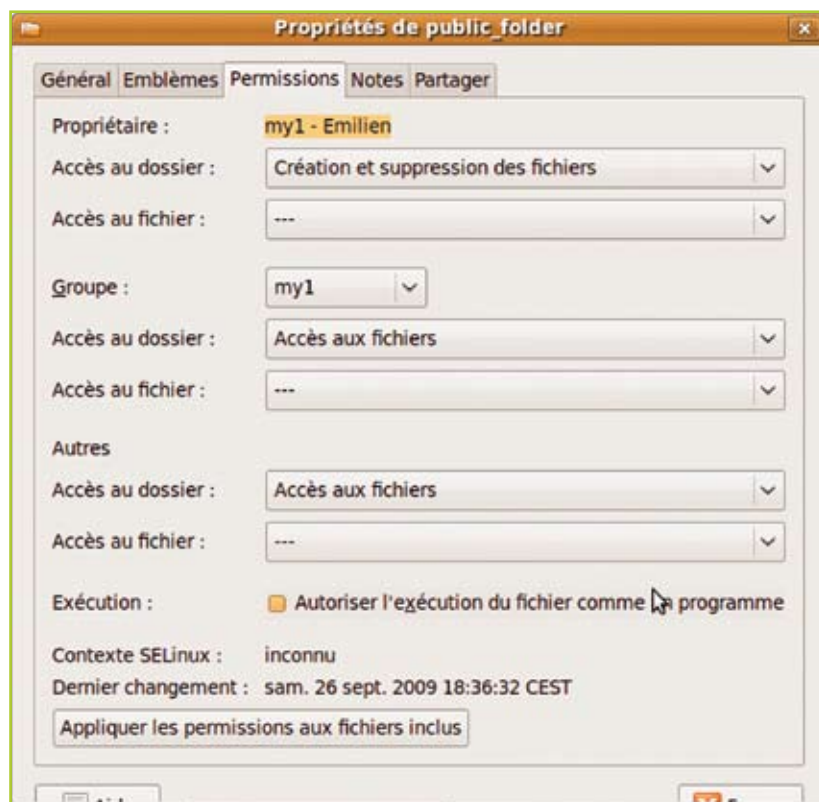 Propriétés de public_folder
Général Emblèmes Permissions Notes Partager
Propriétaire : my1 - Emilien
Accès au dossier : Création et suppression des fichiers
Accès au fichier : ---
Groupe : my1
Accès au dossier : Accès aux fichiers
Accès au fichier : ---
Autres
Accès au dossier : Accès aux fichiers
Accès au fichier : ---
Exécution : Autoriser l'exécution du fichier comme programme
Contexte SELinux : inconnu
Dernier changement : sam. 26 sept. 2009 18:36:32 CEST
Appliquer les permissions aux fichiers inclus